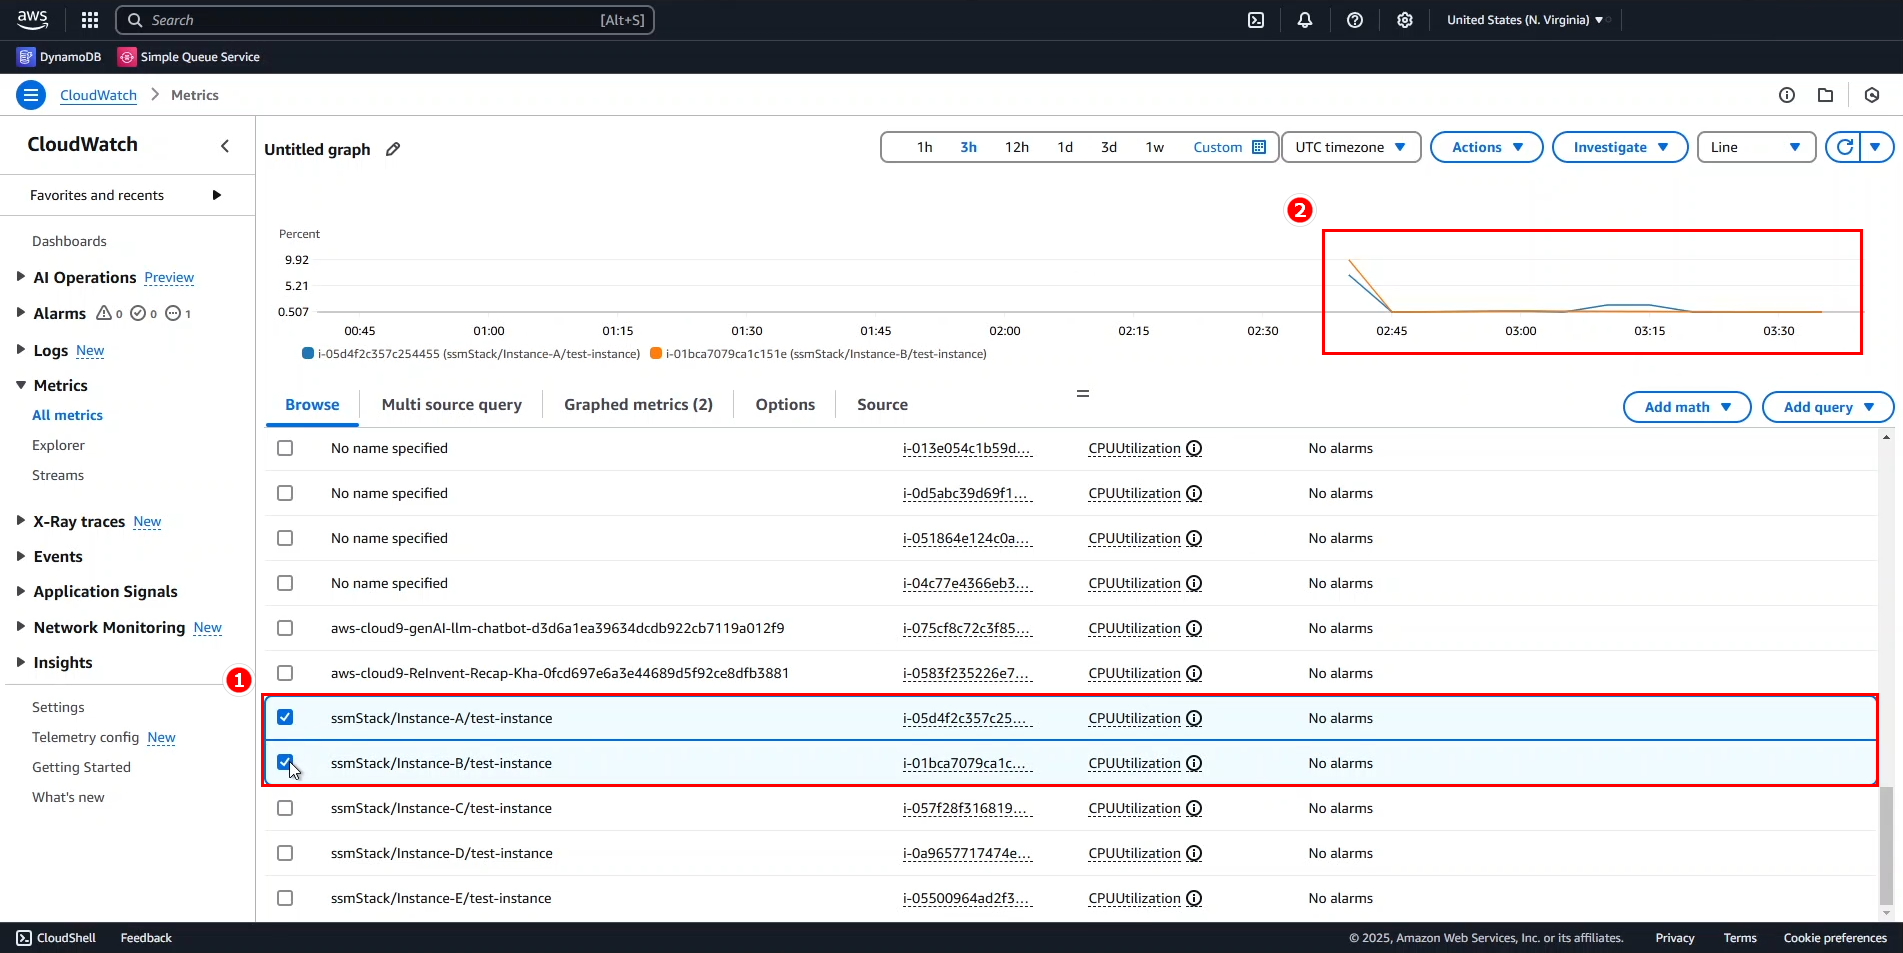 aws
Search [Alt+S]
United States (N. Virginia)
DynamoDB Simple Queue Service
CloudWatch Metrics
CloudWatch
Favorites and recents
Dashboards
AI Operations Preview
Alarms 0 0 1
Logs New
Metrics
All metrics
Explorer
Streams
X-Ray traces New
Events
Application Signals
Network Monitoring New
Insights
Settings
Telemetry config New
Getting Started
What's new
Untitled graph
1h 3h 12h 1d 3d 1w Custom UTC timezone Actions Investigate Line
2
Percent
9.92
5.21
0.507
00:45 01:00 01:15 01:30 01:45 02:00 02:15 02:30 02:45 03:00 03:15 03:30
i-05d4f2c357c254455 (ssmStack/Instance-A/test-instance) i-01bca7079ca1c151e (ssmStack/Instance-B/test-instance)
Browse Multi source query Graphed metrics (2) Options Source Add math Add query
No name specified i-013e054c1b59d... CPUUtilization No alarms
No name specified i-0d5abc39d69f1... CPUUtilization No alarms
No name specified i-051864e124c0a... CPUUtilization No alarms
No name specified i-04c77e4366eb3... CPUUtilization No alarms
aws-cloud9-genAI-llm-chatbot-d3d6a1ea39634dcdb922cb7119a012f9 i-075cf8c72c3f85... CPUUtilization No alarms
aws-cloud9-ReInvent-Recap-Kha-0fcd697e6a3e44689d5f92ce8dfb3881 i-0583f235226e7... CPUUtilization No alarms
1
ssmStack/Instance-A/test-instance i-05d4f2c357c25... CPUUtilization No alarms
ssmStack/Instance-B/test-instance i-01bca7079ca1c... CPUUtilization No alarms
ssmStack/Instance-C/test-instance i-057f28f316819... CPUUtilization No alarms
ssmStack/Instance-D/test-instance i-0a9657717474e... CPUUtilization No alarms
ssmStack/Instance-E/test-instance i-05500964ad2f3... CPUUtilization No alarms
CloudShell Feedback © 2025, Amazon Web Services, Inc. or its affiliates. Privacy Terms Cookie preferences